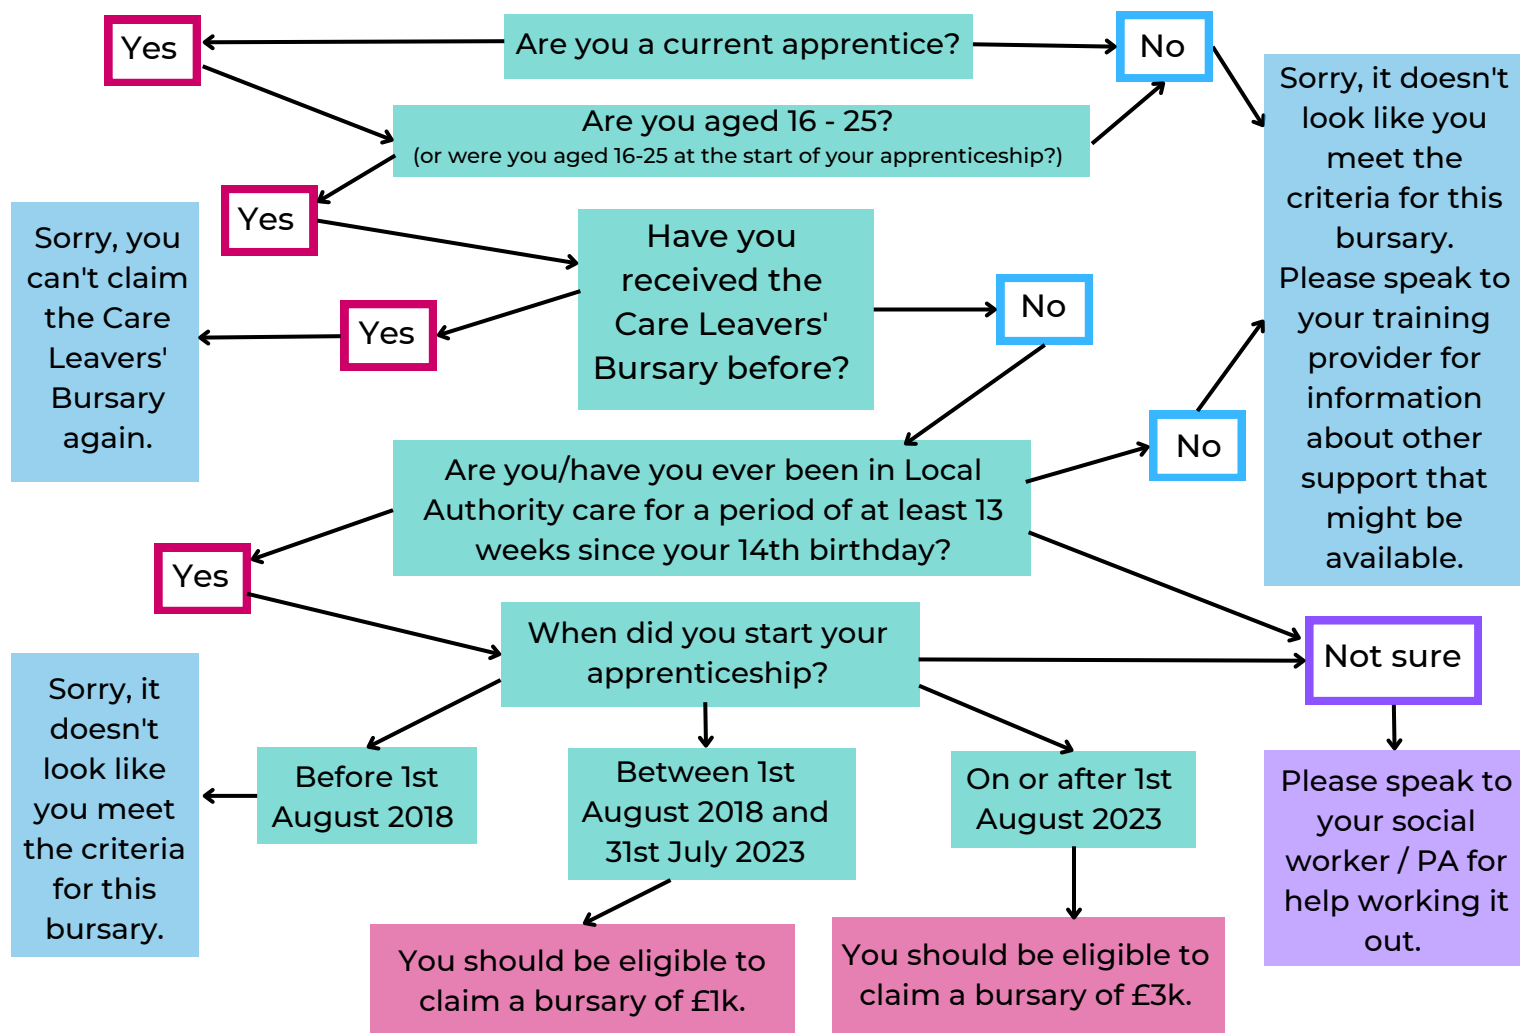 Are you a current apprentice?
Yes
No
Are you aged 16 - 25?
(or were you aged 16-25 at the start of your apprenticeship?)
Yes
Sorry, it doesn't
look like you
meet the
criteria for this
bursary.
Please speak to
your training
provider for
information
about other
support that
might be
available.
Have you
received the
Care Leavers'
Bursary before?
Yes
No
Sorry, you
can't claim
the Care
Leavers'
Bursary
again.
Are you/have you ever been in Local
Authority care for a period of at least 13
weeks since your 14th birthday?
No
Yes
When did you start your
apprenticeship?
Not sure
Before 1st
August 2018
Between 1st
August 2018 and
31st July 2023
On or after 1st
August 2023
Sorry, it
doesn't
look like
you meet
the criteria
for this
bursary.
Please speak to
your social
worker / PA for
help working it
out.
You should be eligible to
claim a bursary of £1k.
You should be eligible to
claim a bursary of £3k.